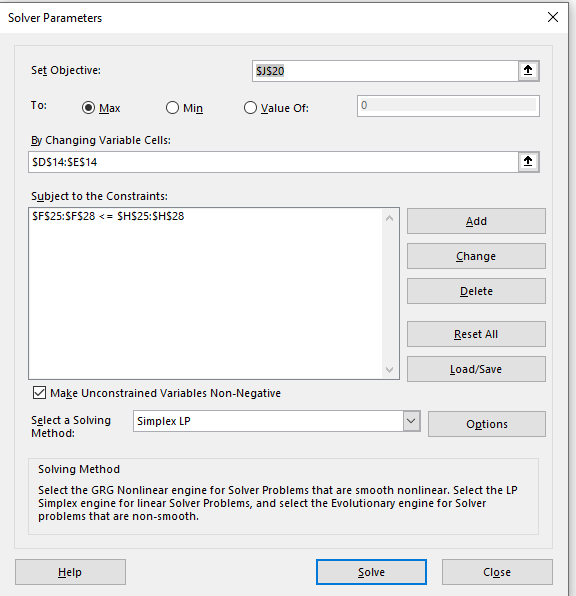 Solver Parameters
Set Objective:
$J$20
To:
Max
Min
Value Of:
0
By Changing Variable Cells:
$D$14:$E$14
Subject to the Constraints:
$F$25:$F$28 <= $H$25:$H$28
Add
Change
Delete
Reset All
Load/Save
Make Unconstrained Variables Non-Negative
Select a Solving
Method:
Simplex LP
Options
Solving Method
Select the GRG Nonlinear engine for Solver Problems that are smooth nonlinear. Select the LP
Simplex engine for linear Solver Problems, and select the Evolutionary engine for Solver
problems that are non-smooth.
Help
Solve
Close